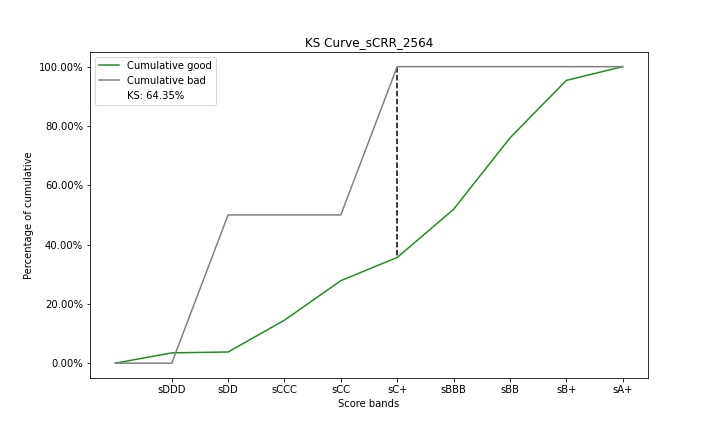 KS Curve_sCRR_2564
Cumulative good
Cumulative bad
KS: 64.35%
100.00%
80.00%
60.00%
40.00%
20.00%
0.00%
Percentage of cumulative
sDDD sDD sCCC sCC sC+ sBBB sBB sB+ sA+
Score bands